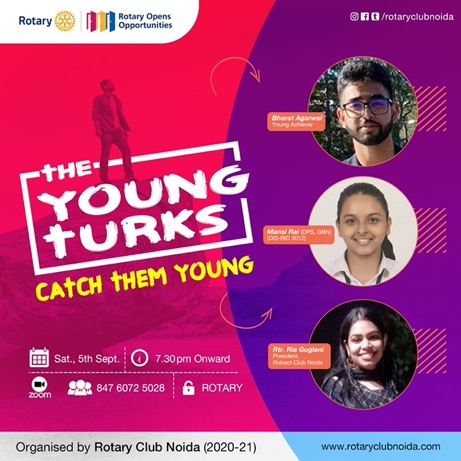 Rotary
Rotary Opens
Opportunities
/rotaryclubnoida
THE
YOUNG
TURKS
CATCH THEM YOUNG
Bharat Agarwal
Young Achiever
Mansi Rai (DPS, GBN)
(DIS-RID 3012)
Rtr. Ria Guglani
President,
Rotract Club Noida
Sat., 5th Sept.
7.30 pm Onward
zoom
847 6072 5028
ROTARY
Organised by Rotary Club Noida (2020-21)
www.rotaryclubnoida.com